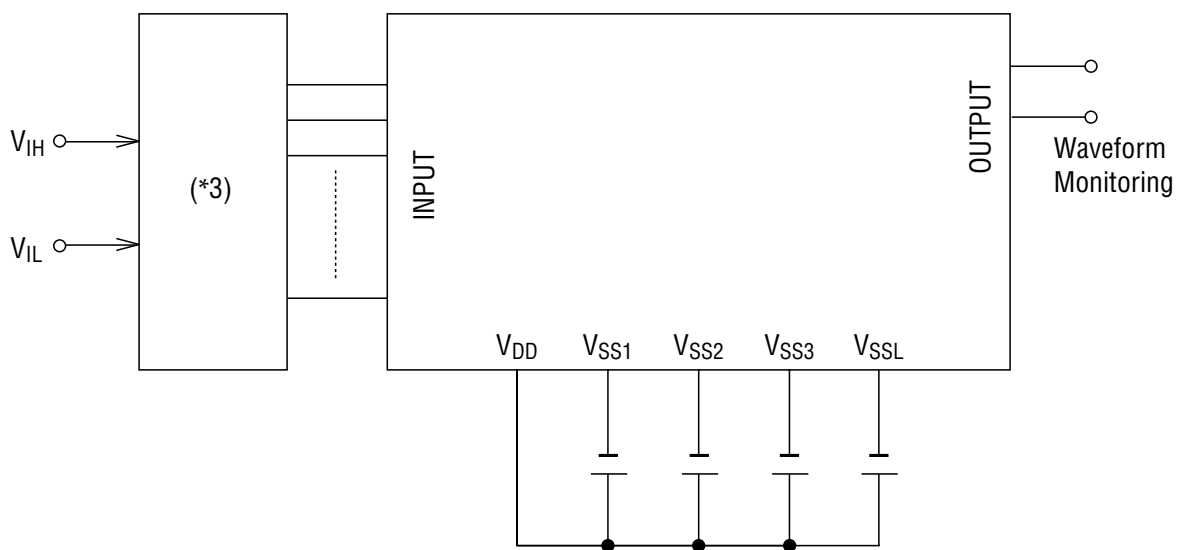 V_IH
V_IL
(*3)
INPUT
OUTPUT
Waveform
Monitoring
V_DD V_SS1 V_SS2 V_SS3 V_SSL